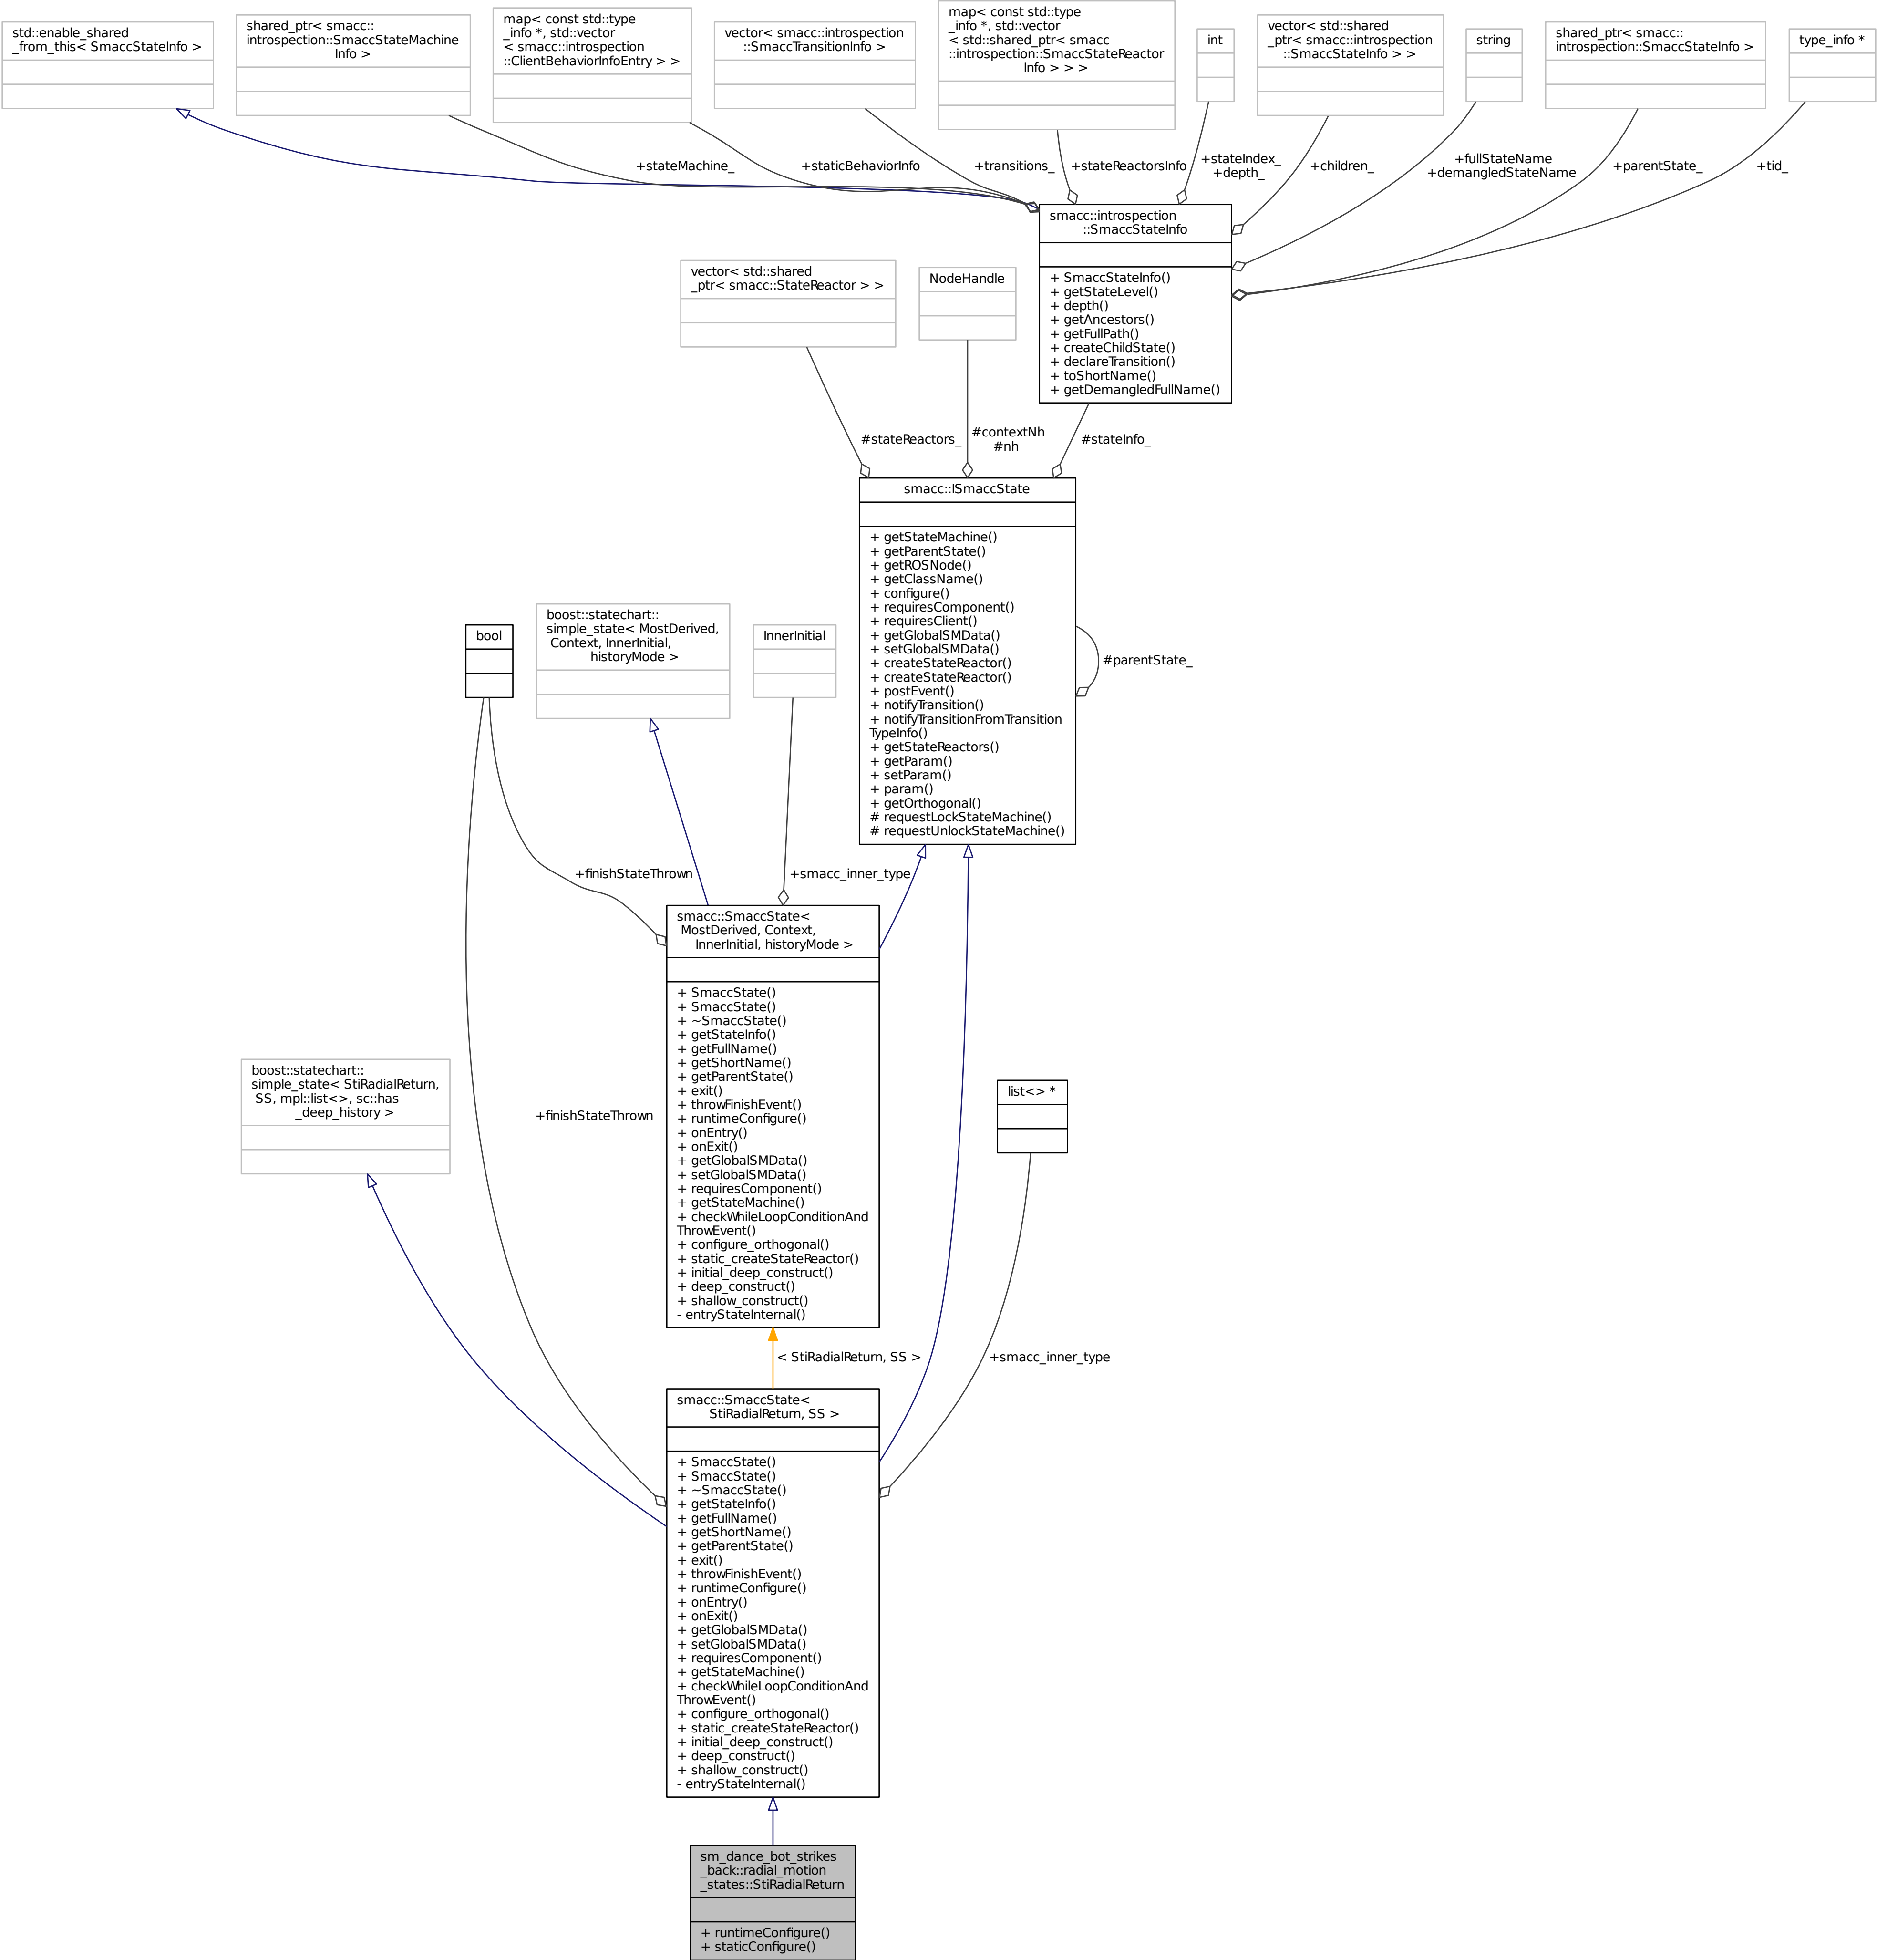 std::enable_shared
_from_this< SmaccStateInfo >
shared_ptr< smacc::
introspection::SmaccStateMachine
Info >
map< const std::type
_info *, std::vector
< smacc::introspection
::ClientBehaviorInfoEntry > >
vector< smacc::introspection
::SmaccTransitionInfo >
map< const std::type
_info *, std::vector
< std::shared_ptr< smacc
::introspection::SmaccStateReactor
Info > > >
int
vector< std::shared
_ptr< smacc::introspection
::SmaccStateInfo > >
string
shared_ptr< smacc::
introspection::SmaccStateInfo >
type_info *
+stateMachine_
+staticBehaviorInfo
+transitions_
+stateReactorsInfo
+stateIndex_
+depth_
+children_
+fullStateName
+demangledStateName
+parentState_
+tid_
smacc::introspection
::SmaccStateInfo
+ SmaccStateInfo()
+ getStateLevel()
+ depth()
+ getAncestors()
+ getFullPath()
+ createChildState()
+ declareTransition()
+ toShortName()
+ getDemangledFullName()
vector< std::shared
_ptr< smacc::StateReactor > >
NodeHandle
#stateReactors_
#contextNh
#nh
#stateInfo_
smacc::ISmaccState
+ getStateMachine()
+ getParentState()
+ getROSNode()
+ getClassName()
+ configure()
+ requiresComponent()
+ requiresClient()
+ getGlobalSMData()
+ setGlobalSMData()
+ createStateReactor()
+ createStateReactor()
+ postEvent()
+ notifyTransition()
+ notifyTransitionFromTransition
TypeInfo()
+ getStateReactors()
+ getParam()
+ setParam()
+ param()
+ getOrthogonal()
# requestLockStateMachine()
# requestUnlockStateMachine()
#parentState_
bool
boost::statechart::
simple_state< MostDerived,
Context, InnerInitial,
historyMode >
InnerInitial
+finishStateThrown
+smacc_inner_type
smacc::SmaccState<
MostDerived, Context,
InnerInitial, historyMode >
+ SmaccState()
+ SmaccState()
+ ~SmaccState()
+ getStateInfo()
+ getFullName()
+ getShortName()
+ getParentState()
+ exit()
+ throwFinishEvent()
+ runtimeConfigure()
+ onEntry()
+ onExit()
+ getGlobalSMData()
+ setGlobalSMData()
+ requiresComponent()
+ getStateMachine()
+ checkWhileLoopConditionAnd
ThrowEvent()
+ configure_orthogonal()
+ static_createStateReactor()
+ initial_deep_construct()
+ deep_construct()
+ shallow_construct()
- entryStateInternal()
boost::statechart::
simple_state< StiRadialReturn,
SS, mpl::list<>, sc::has
_deep_history >
+finishStateThrown
list<> *
< StiRadialReturn, SS >
+smacc_inner_type
smacc::SmaccState<
StiRadialReturn, SS >
+ SmaccState()
+ SmaccState()
+ ~SmaccState()
+ getStateInfo()
+ getFullName()
+ getShortName()
+ getParentState()
+ exit()
+ throwFinishEvent()
+ runtimeConfigure()
+ onEntry()
+ onExit()
+ getGlobalSMData()
+ setGlobalSMData()
+ requiresComponent()
+ getStateMachine()
+ checkWhileLoopConditionAnd
ThrowEvent()
+ configure_orthogonal()
+ static_createStateReactor()
+ initial_deep_construct()
+ deep_construct()
+ shallow_construct()
- entryStateInternal()
sm_dance_bot_strikes
_back::radial_motion
_states::StiRadialReturn
+ runtimeConfigure()
+ staticConfigure()